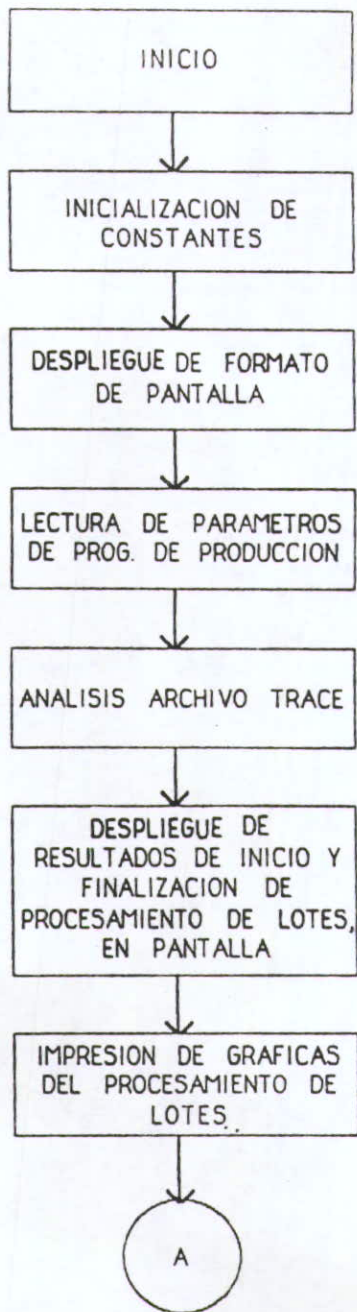 INICIO
INICIALIZACION DE
CONSTANTES
DESPLIEGUE DE FORMATO
DE PANTALLA
LECTURA DE PARAMETROS
DE PROG. DE PRODUCCION
ANALISIS ARCHIVO TRACE
DESPLIEGUE DE
RESULTADOS DE INICIO Y
FINALIZACION DE
PROCESAMIENTO DE LOTES,
EN PANTALLA
IMPRESION DE GRAFICAS
DEL PROCESAMIENTO DE
LOTES.
A